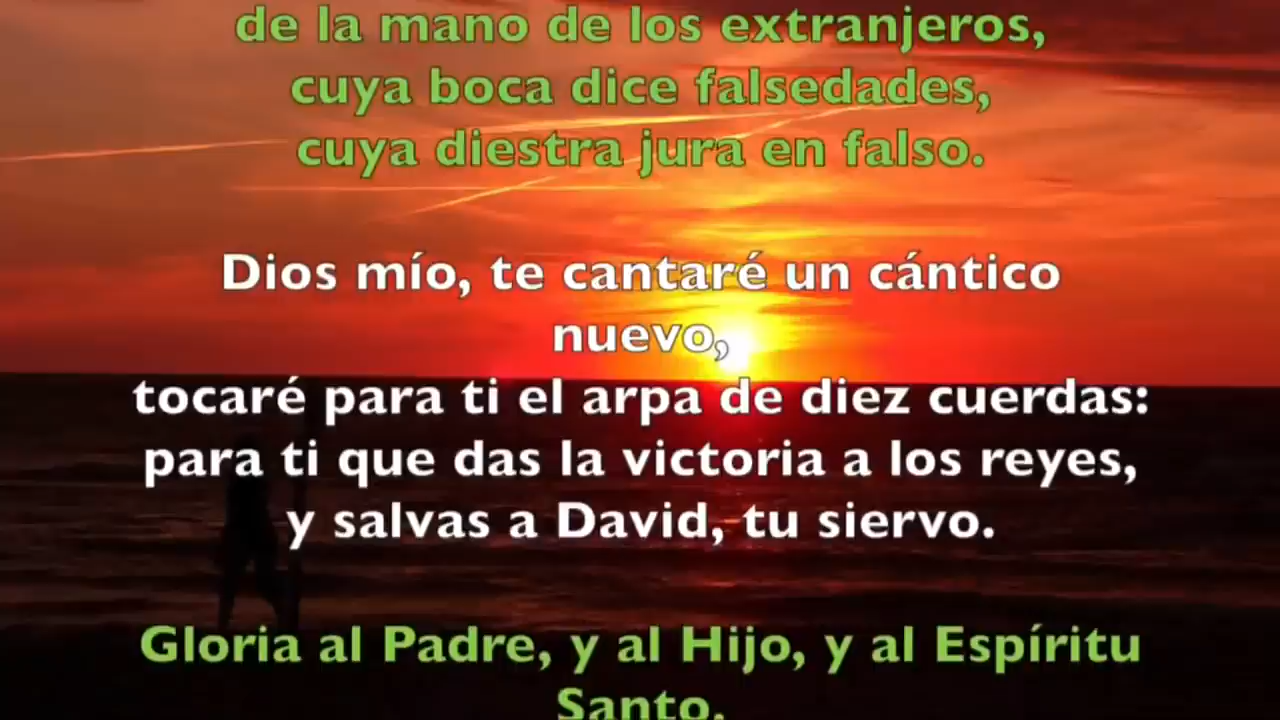 de la mano de los extranjeros,
cuya boca dice falsedades,
cuya diestra jura en falso.
Dios mío, te cantaré un cántico
nuevo,
tocaré para ti el arpa de diez cuerdas:
para ti que das la victoria a los reyes,
y salvas a David, tu siervo.
Gloria al Padre, y al Hijo, y al Espíritu
Santo.